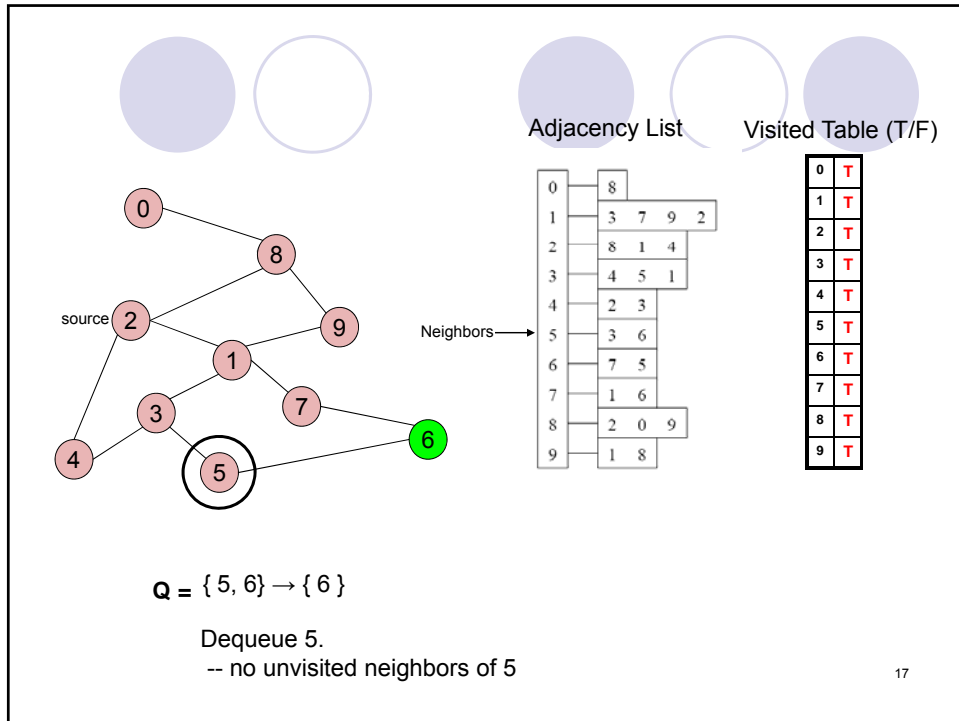 Adjacency List
Visited Table (T/F)
0
8
source 2
9
1
3
7
6
4
5
Neighbors
0 8
1 3 7 9 2
2 8 1 4
3 4 5 1
4 2 3
5 3 6
6 7 5
7 1 6
8 2 0 9
9 1 8
0 T
1 T
2 T
3 T
4 T
5 T
6 T
7 T
8 T
9 T
Q = { 5, 6} → { 6 }
Dequeue 5.
-- no unvisited neighbors of 5
17